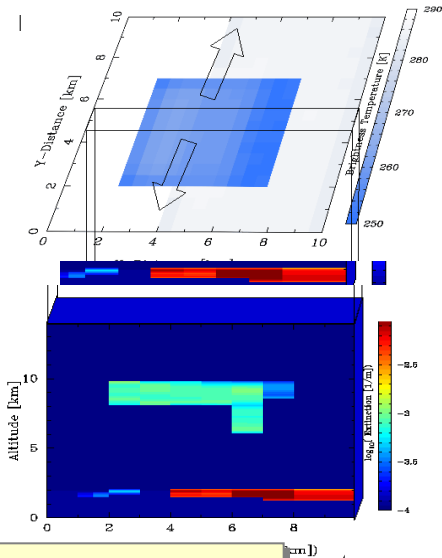 290
10
280
8
270
6
Y-Distance [km]
Brightness Temperature [K]
4
260
2
250
0
0 2 4 6 8 10
10
5
0
Altitude [km]
-2.5
-3
-3.5
-4
log10[ Extinction [1/m]
0 2 4 6 8
km])